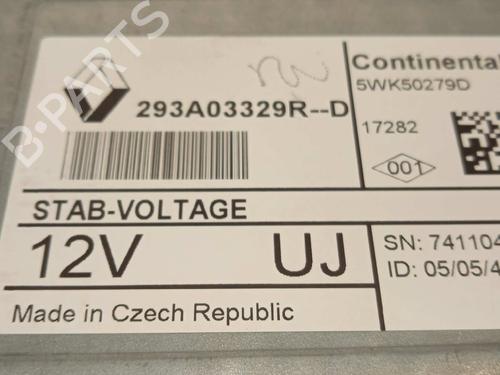 B-PARTS
293A03329R--D
Continental
5WK50279D
17282
001
STAB-VOLTAGE
12V
UJ
SN: 741104
ID: 05/05/4
Made in Czech Republic